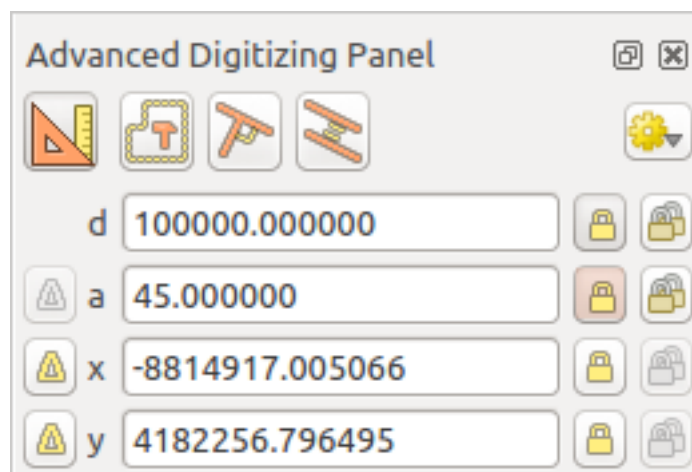 Advanced Digitizing Panel
d 100000.000000
a 45.000000
x -8814917.005066
y 4182256.796495